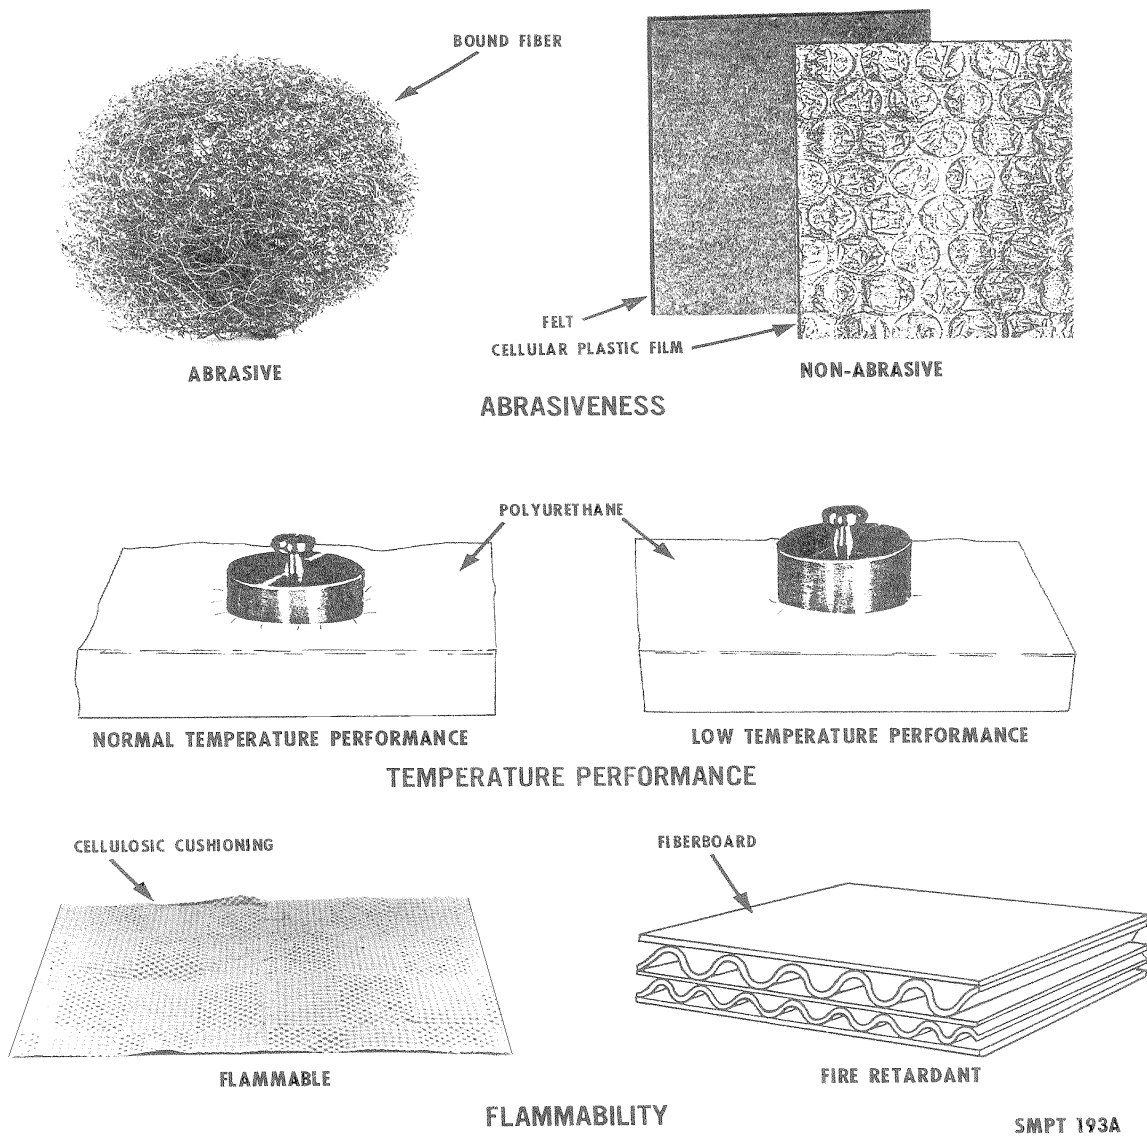 BOUND FIBER
FELT
CELLULAR PLASTIC FILM
ABRASIVE
NON-ABRASIVE
ABRASIVENESS
POLYURETHANE
NORMAL TEMPERATURE PERFORMANCE
LOW TEMPERATURE PERFORMANCE
TEMPERATURE PERFORMANCE
CELLULOSIC CUSHIONING
FIBERBOARD
FLAMMABLE
FIRE RETARDANT
FLAMMABILITY
SMPT 193A